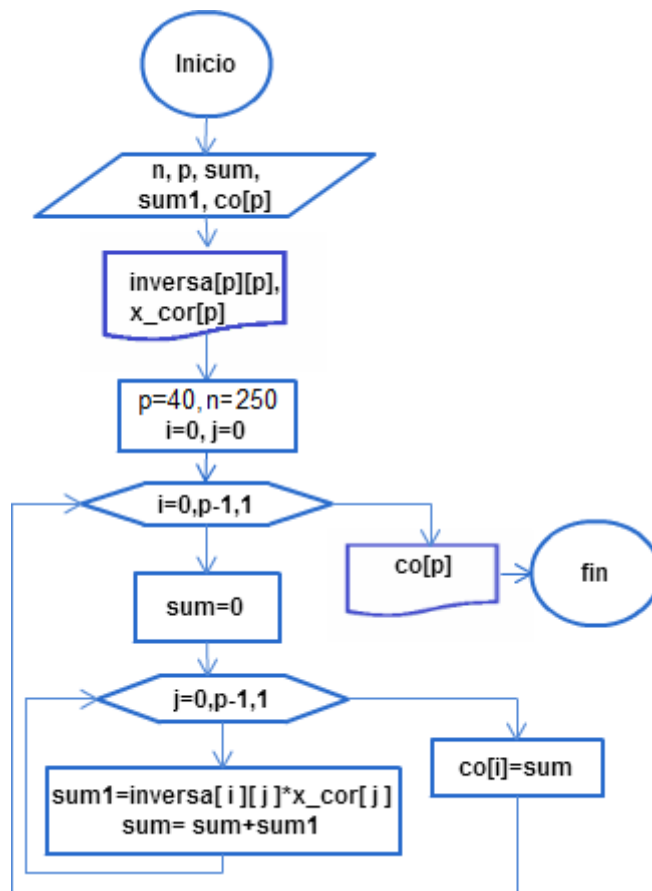 Inicio
n, p, sum,
sum1, co[p]
inversa[p][p],
x_cor[p]
p=40, n=250
i=0, j=0
i=0,p-1,1
co[p]
fin
sum=0
j=0,p-1,1
co[i]=sum
sum1=inversa[ i ][ j ]*x_cor[ j ]
sum= sum+sum1